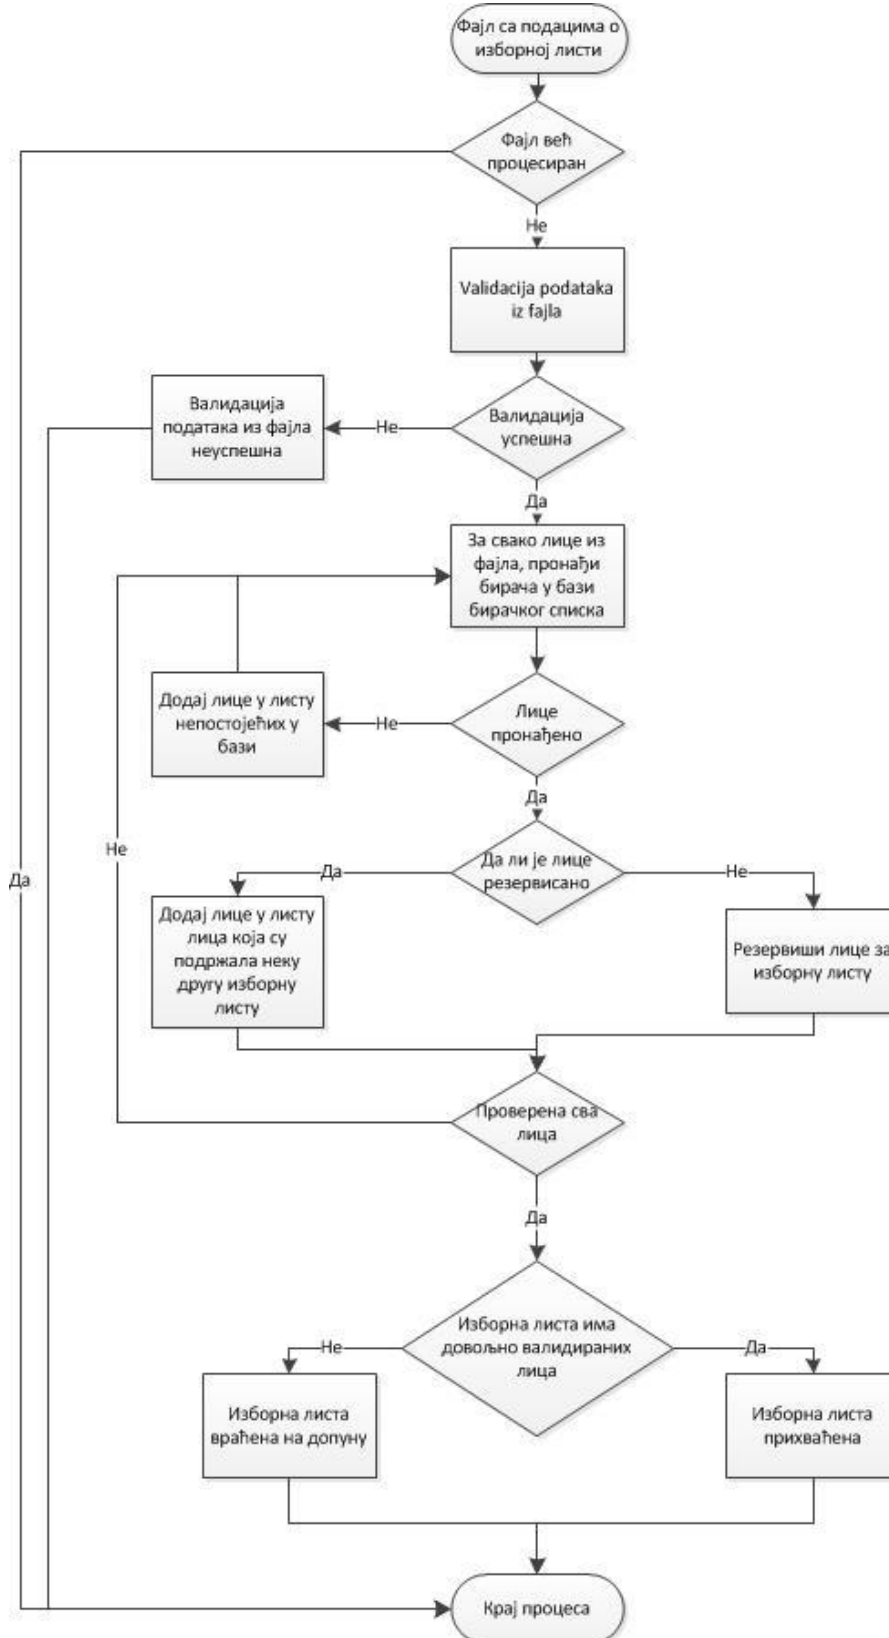 Фајл са подацима о
изборној листи
Фајл већ
процесиран
Не
Validacija podataka
iz fajla
Валидација
података из фајла
неуспешна
Не
Валидација
успешна
Да
За свако лице из
фајла, пронађи
бирача у бази
бирачког списка
Додај лице у листу
непостојећих у
бази
Не
Лице
пронађено
Да
Не
Да
Да
Да ли је лице
резервисано
Не
Додај лице у листу
лица која су
подржала неку
другу изборну
листу
Резервиши лице за
изборну листу
Проверена сва
лица
Да
Не
Изборна листа има
довољно валидираних
лица
Да
Изборна листа
враћена на допуну
Изборна листа
прихваћена
Крај процеса